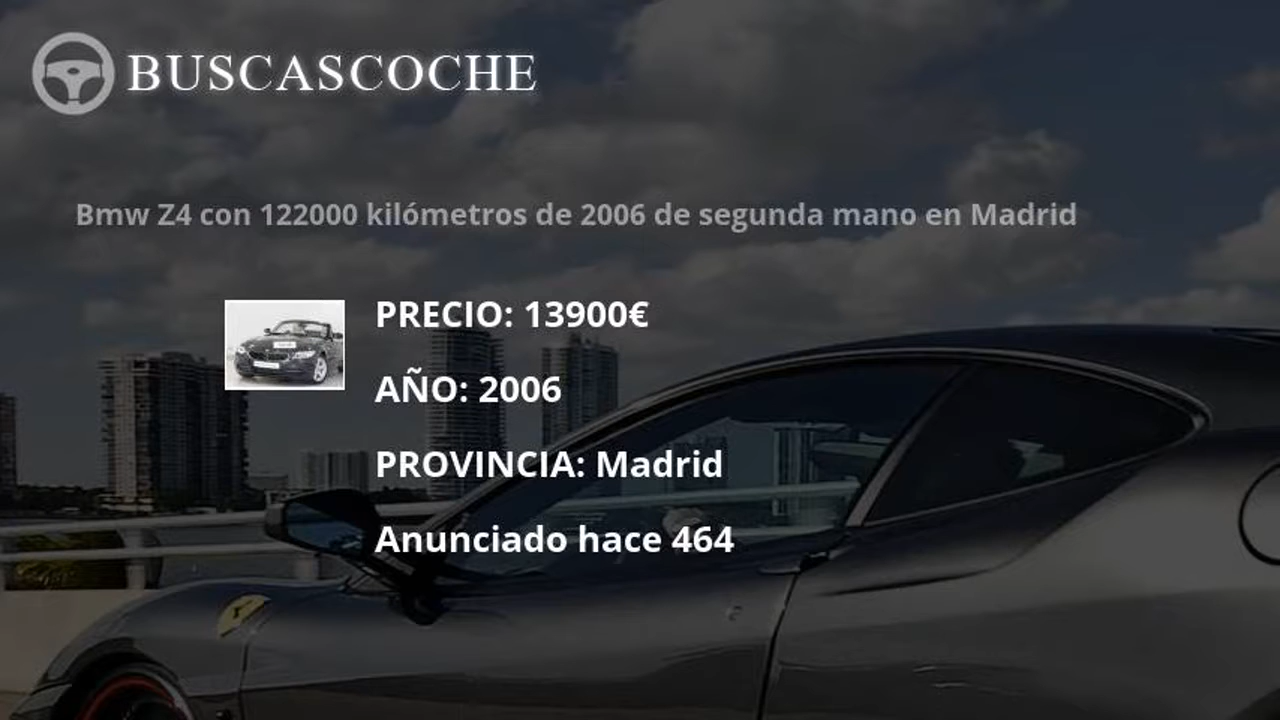 BUSCASCOCHE
Bmw Z4 con 122000 kilómetros de 2006 de segunda mano en Madrid
PRECIO: 13900€
AÑO: 2006
PROVINCIA: Madrid
Anunciado hace 464